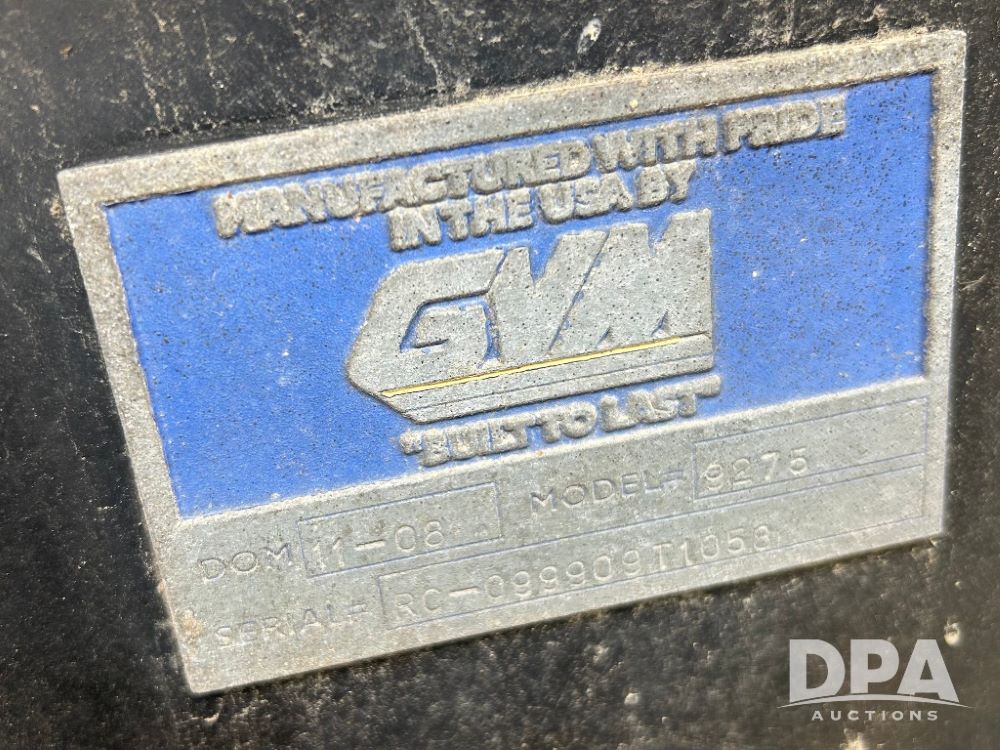 MANUFACTURED WITH PRIDE
IN THE USA BY
GVM
"BUILT TO LAST"
DOM 11-08 MODEL- 9275
SERIAL- RC-099909T1058
DPA
AUCTIONS